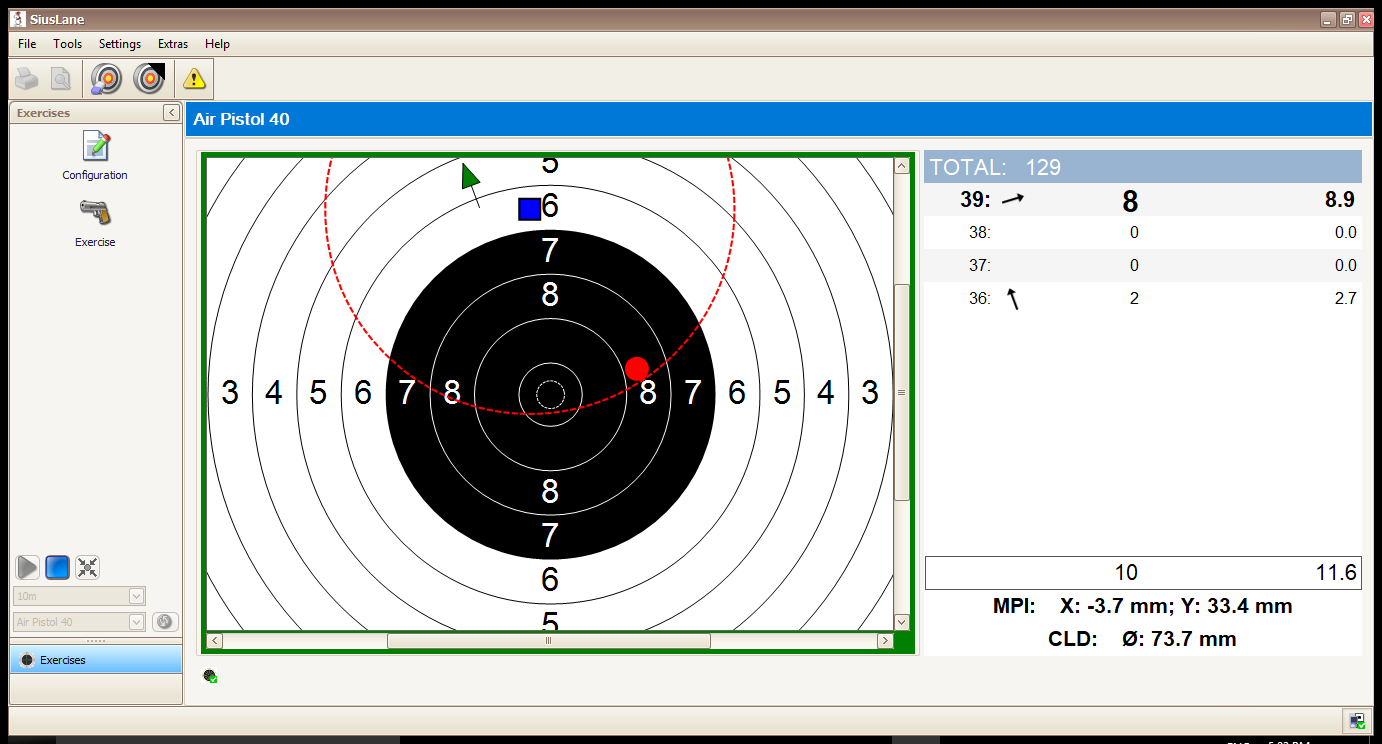 SiusLane
File Tools Settings Extras Help
Exercises
Configuration
Exercise
10m
Air Pistol 40
Exercises
Air Pistol 40
5
6
7
8
3 4 5 6 7 8 8 7 6 5 4 3
8
7
6
5
TOTAL: 129
39: 8 8.9
38: 0 0.0
37: 0 0.0
36: 2 2.7
10 11.6
MPI: X: -3.7 mm; Y: 33.4 mm
CLD: Ø: 73.7 mm